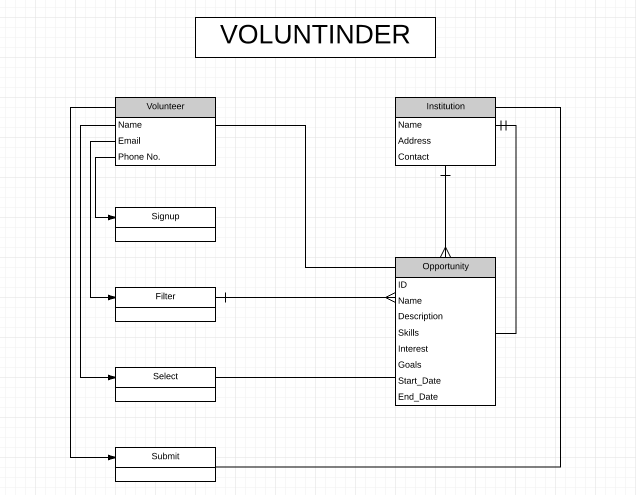 VOLUNTINDER
Volunteer
Name
Email
Phone No.
Institution
Name
Address
Contact
Signup
Filter
Select
Submit
Opportunity
ID
Name
Description
Skills
Interest
Goals
Start_Date
End_Date